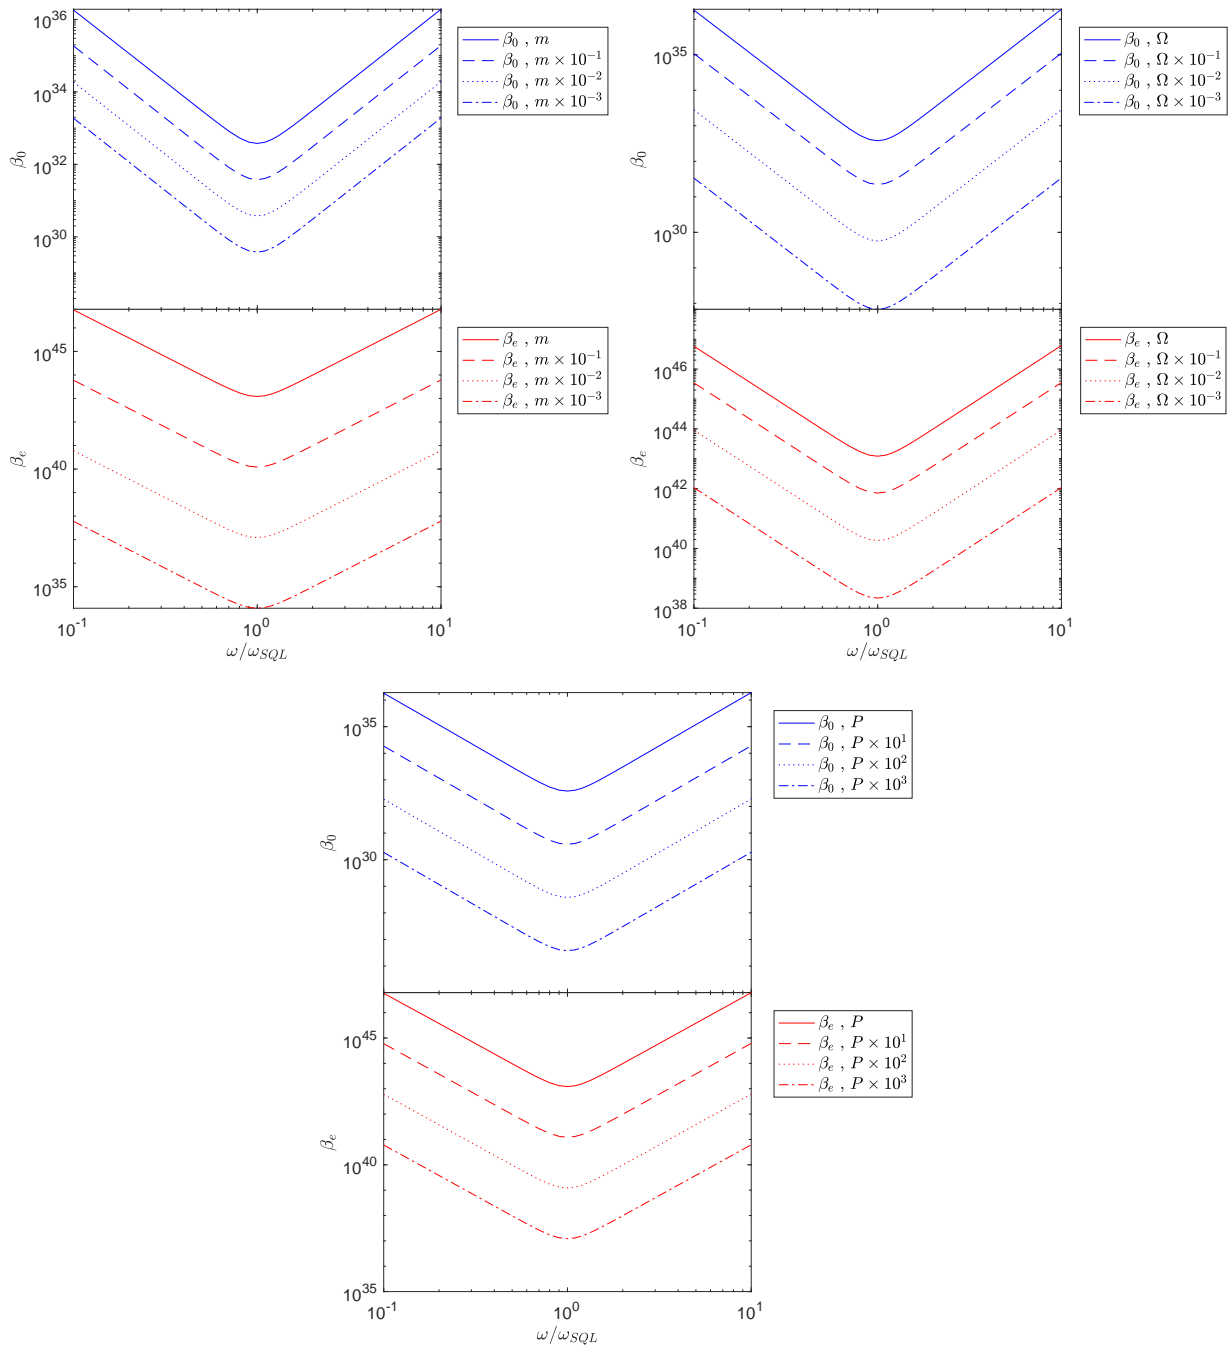 10^36
10^34
10^32
10^30
β_0
β_0 , m
β_0 , m × 10^-1
β_0 , m × 10^-2
β_0 , m × 10^-3
10^45
10^40
10^35
β_e
β_e , m
β_e , m × 10^-1
β_e , m × 10^-2
β_e , m × 10^-3
10^-1 10^0 10^1
ω/ω_SQL
10^35
10^30
β_0
β_0 , Ω
β_0 , Ω × 10^-1
β_0 , Ω × 10^-2
β_0 , Ω × 10^-3
10^46
10^44
10^42
10^40
10^38
β_e
β_e , Ω
β_e , Ω × 10^-1
β_e , Ω × 10^-2
β_e , Ω × 10^-3
10^-1 10^0 10^1
ω/ω_SQL
10^35
10^30
β_0
β_0 , P
β_0 , P × 10^1
β_0 , P × 10^2
β_0 , P × 10^3
10^45
10^40
10^35
β_e
β_e , P
β_e , P × 10^1
β_e , P × 10^2
β_e , P × 10^3
10^-1 10^0 10^1
ω/ω_SQL